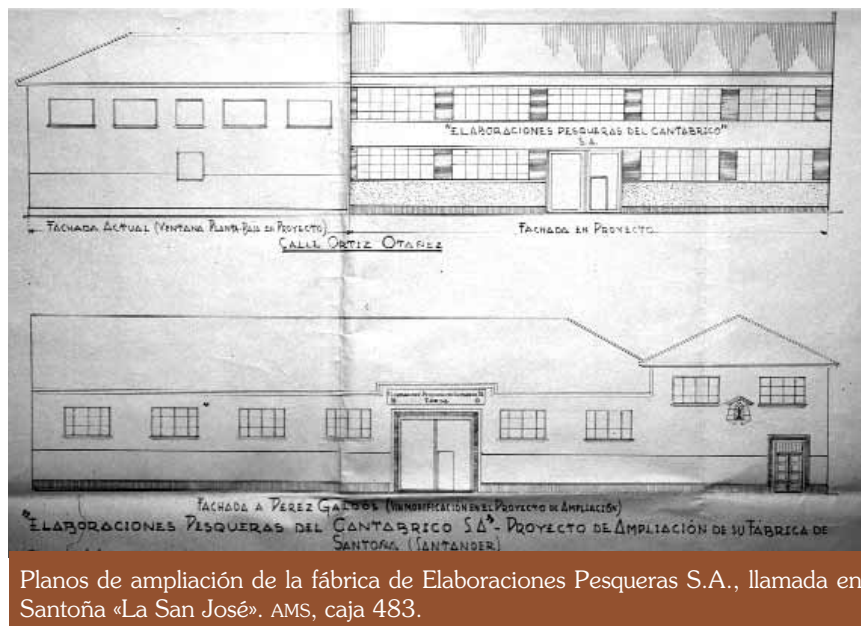 "ELABORACIONES PESQUERAS DEL CANTABRICO"
S.A.
FACHADA ACTUAL (VENTANA PLANTA-BAJA EN PROYECTO)
FACHADA EN PROYECTO
CALLE ORTIZ OTAÑEZ
FACHADA A PEREZ GALDOS (SIN MODIFICACIÓN EN EL PROYECTO DE AMPLIACIÓN)
"ELABORACIONES PESQUERAS DEL CANTABRICO S.A" - PROYECTO DE AMPLIACIÓN DE SU FÁBRICA DE
SANTOÑA (SANTANDER)
Planos de ampliación de la fábrica de Elaboraciones Pesqueras S.A., llamada en
Santoña «La San José». AMS, caja 483.